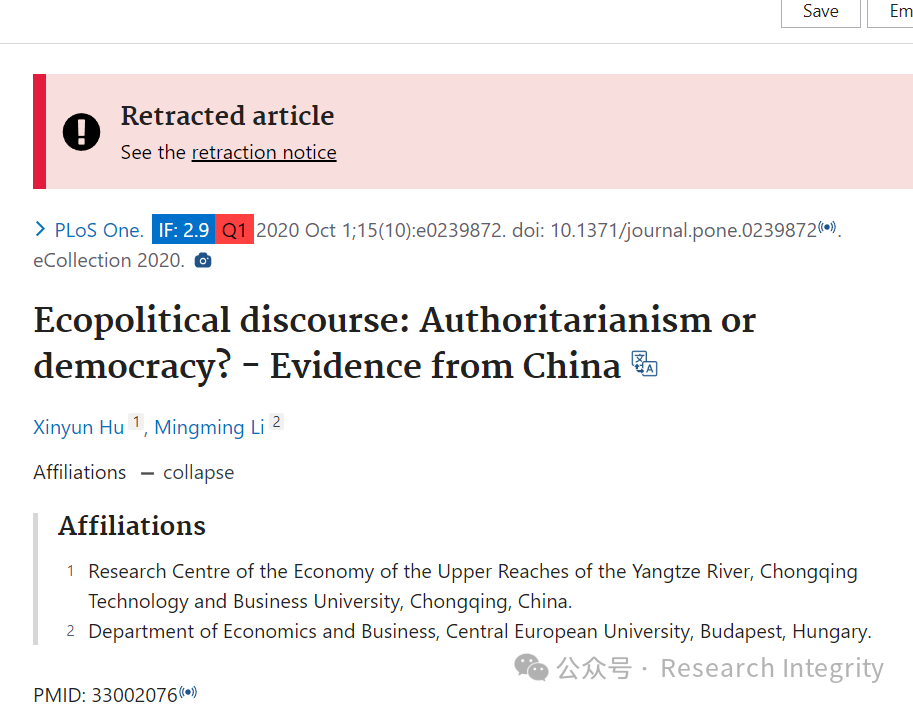 Save Em
Retracted article
See the retraction notice
PLoS One. IF: 2.9 Q1 2020 Oct 1;15(10):e0239872. doi: 10.1371/journal.pone.0239872.
eCollection 2020.
Ecopolitical discourse: Authoritarianism or
democracy? - Evidence from China
Xinyun Hu 1, Mingming Li 2
Affiliations — collapse
Affiliations
1 Research Centre of the Economy of the Upper Reaches of the Yangtze River, Chongqing
Technology and Business University, Chongqing, China.
2 Department of Economics and Business, Central European University, Budapest, Hungary.
公众号 · Research Integrity
PMID: 33002076